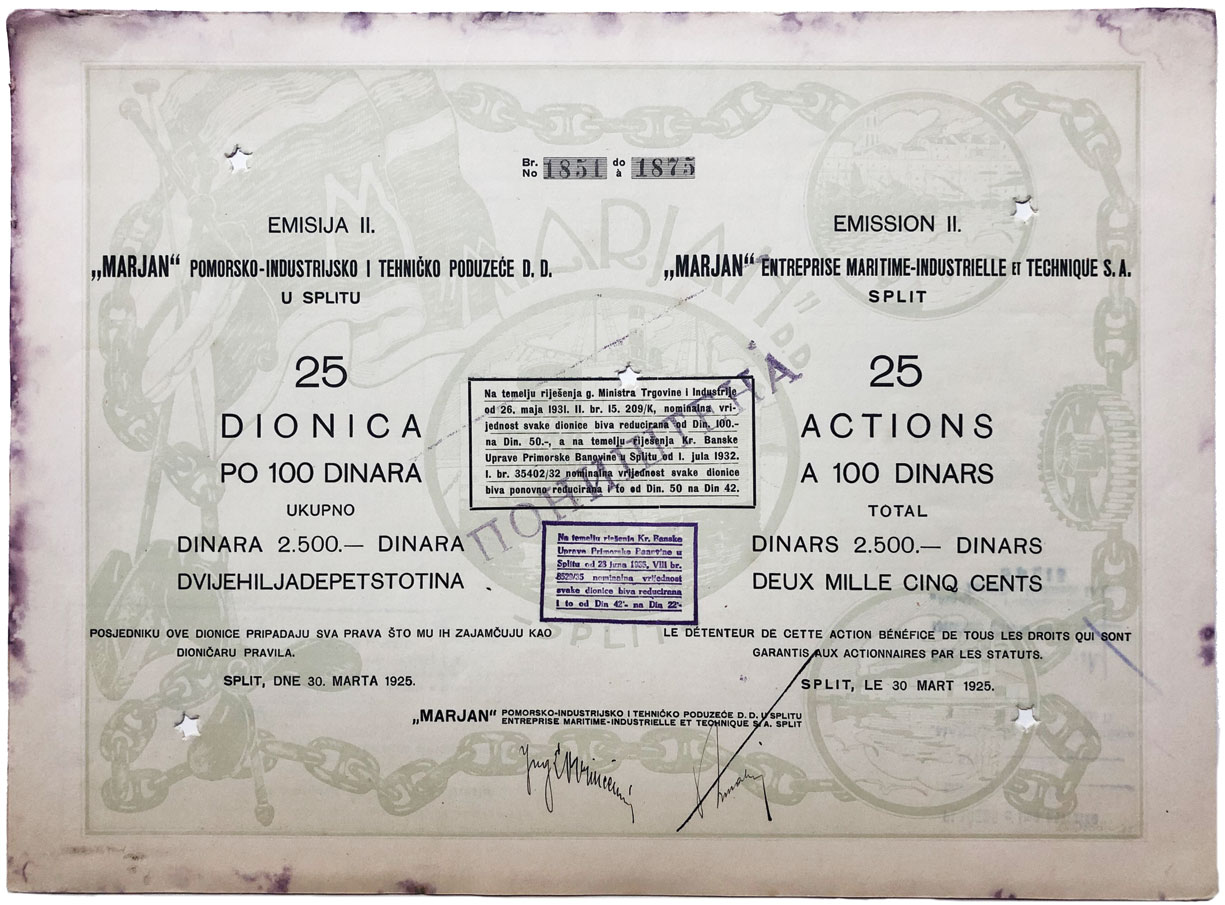 Br. 1851 do 1875
No à
EMISIJA II.
„MARJAN“ POMORSKO-INDUSTRIJSKO I TEHNIČKO PODUZEĆE D. D.
U SPLITU
25
DIONICA
PO 100 DINARA
UKUPNO
DINARA 2.500.— DINARA
DVIJEHILJADEPETSTOTINA
POSJEDNIKU OVE DIONICE PRIPADAJU SVA PRAVA ŠTO MU IH ZAJAMČUJU KAO
DIONIČARU PRAVILA.
SPLIT, DNE 30. MARTA 1925.
EMISSION II.
„MARJAN“ ENTREPRISE MARITIME-INDUSTRIELLE ET TECHNIQUE S. A.
SPLIT
25
ACTIONS
A 100 DINARS
TOTAL
DINARS 2.500.— DINARS
DEUX MILLE CINQ CENTS
LE DÉTENTEUR DE CETTE ACTION BÉNÉFICE DE TOUS LES DROITS QUI SONT
GARANTIS AUX ACTIONNAIRES PAR LES STATUTS.
SPLIT, LE 30 MART 1925.
„MARJAN“ D D
SPLIT
Na temelju riješenja g. Ministra Trgovine i Industrije
od 26. maja 1931. II. br. 15. 209/K, nominalna vri-
jednost svake dionice biva reducirana od Din. 100.-
na Din. 50.-, a na temelju riješenja Kr. Banske
Uprave Primorske Banovine u Splitu od 1. jula 1932.
I. br. 35402/32 nominalna vrijednost svake dionice
biva ponovno reducirana i to od Din. 50 na Din 42.
ПОНИШТЕНА
Na temelju riešenja Kr. Banske
Uprave Primorske Banovine u
Splitu od 23 juna 1935, VIII br.
8529/35 nominalna vrijednost
svake dionice biva reducirana
i to od Din 42'- na Din 22'-
„MARJAN“ POMORSKO-INDUSTRIJSKO I TEHNIČKO PODUZEĆE D. D. U SPLITU
ENTREPRISE MARITIME-INDUSTRIELLE ET TECHNIQUE S. A. SPLIT